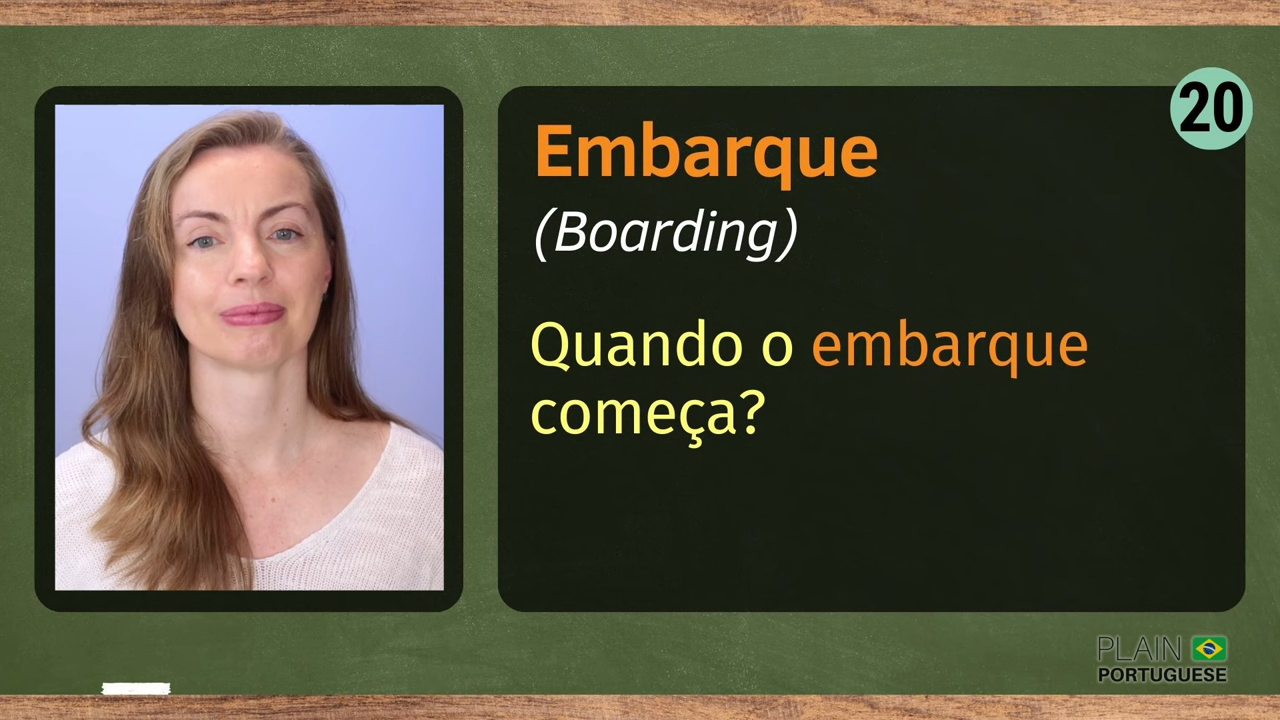 20
Embarque
(Boarding)
Quando o embarque
começa?
PLAIN
PORTUGUESE